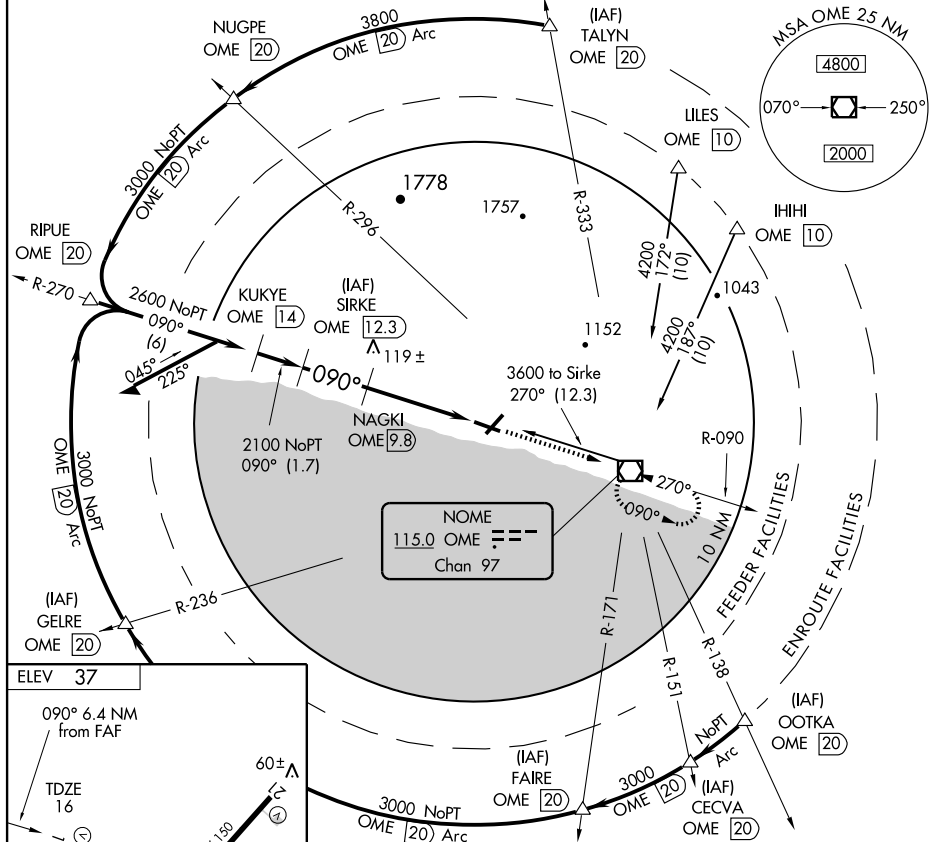 NUGPE
OME 20
3800
OME 20 Arc
(IAF)
TALYN
OME 20
MSA OME 25 NM
4800
070°
250°
2000
LILES
OME 10
IHIHI
OME 10
3000 NoPT
OME 20 Arc
1778
1757
R-296
R-333
4200
172°
(10)
1043
4200
187°
(10)
RIPUE
OME 20
R-270
2600 NoPT
090°
(6)
KUKYE
OME 14
(IAF)
SIRKE
OME 12.3
119 ±
1152
045°
225°
090°
3600 to Sirke
270° (12.3)
NAGKI
OME 9.8
2100 NoPT
090° (1.7)
R-090
270°
090°
10 NM
FEEDER FACILITIES
ENROUTE FACILITIES
NOME
115.0 OME
Chan 97
3000 NoPT
OME 20 Arc
(IAF)
GELRE
OME 20
R-236
R-171
R-151
R-138
(IAF)
OOTKA
OME 20
NoPT
Arc
3000
OME 20
(IAF)
CECVA
OME 20
(IAF)
FAIRE
OME 20
3000 NoPT
OME 20 Arc
ELEV 37
090° 6.4 NM
from FAF
TDZE
16
V
60±
21
V
150